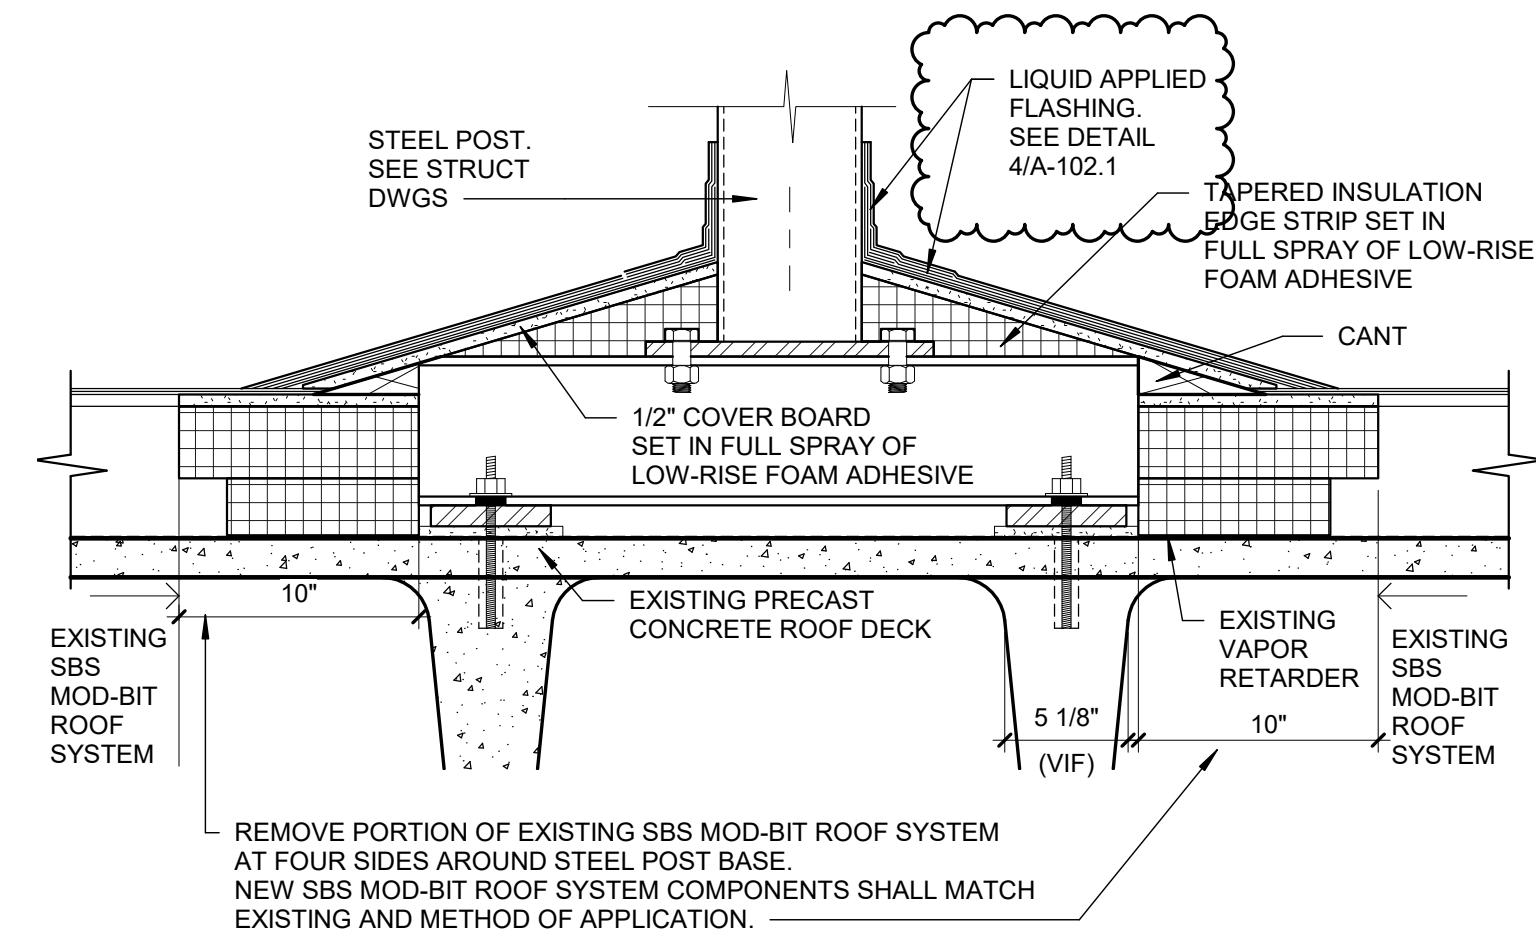 LIQUID APPLIED
FLASHING.
SEE DETAIL
4/A-102.1
STEEL POST.
SEE STRUCT
DWGS
TAPERED INSULATION
EDGE STRIP SET IN
FULL SPRAY OF LOW-RISE
FOAM ADHESIVE
CANT
1/2" COVER BOARD
SET IN FULL SPRAY OF
LOW-RISE FOAM ADHESIVE
10"
EXISTING PRECAST
CONCRETE ROOF DECK
EXISTING
SBS
MOD-BIT
ROOF
SYSTEM
EXISTING
VAPOR
RETARDER
EXISTING
SBS
MOD-BIT
ROOF
SYSTEM
5 1/8"
(VIF)
10"
REMOVE PORTION OF EXISTING SBS MOD-BIT ROOF SYSTEM
AT FOUR SIDES AROUND STEEL POST BASE.
NEW SBS MOD-BIT ROOF SYSTEM COMPONENTS SHALL MATCH
EXISTING AND METHOD OF APPLICATION.